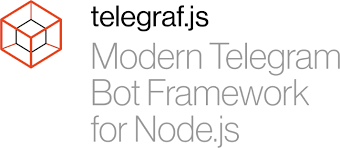 telegraf.js
Modern Telegram
Bot Framework
for Node.js